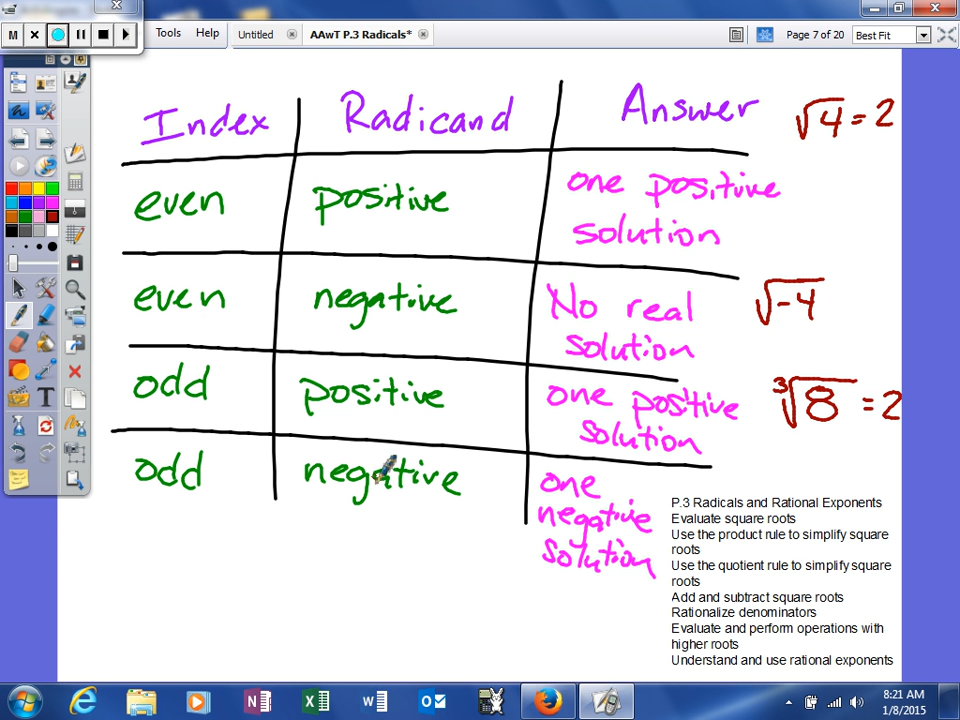 Tools Help Untitled AAwT P.3 Radicals* Page 7 of 20 Best Fit
Index Radicand Answer √4 = 2
even positive one positive
solution
even negative No real √-4
solution
odd positive one positive ³√8 = 2
solution
odd negative one
negative
solution
P.3 Radicals and Rational Exponents
Evaluate square roots
Use the product rule to simplify square
roots
Use the quotient rule to simplify square
roots
Add and subtract square roots
Rationalize denominators
Evaluate and perform operations with
higher roots
Understand and use rational exponents
8:21 AM
1/8/2015